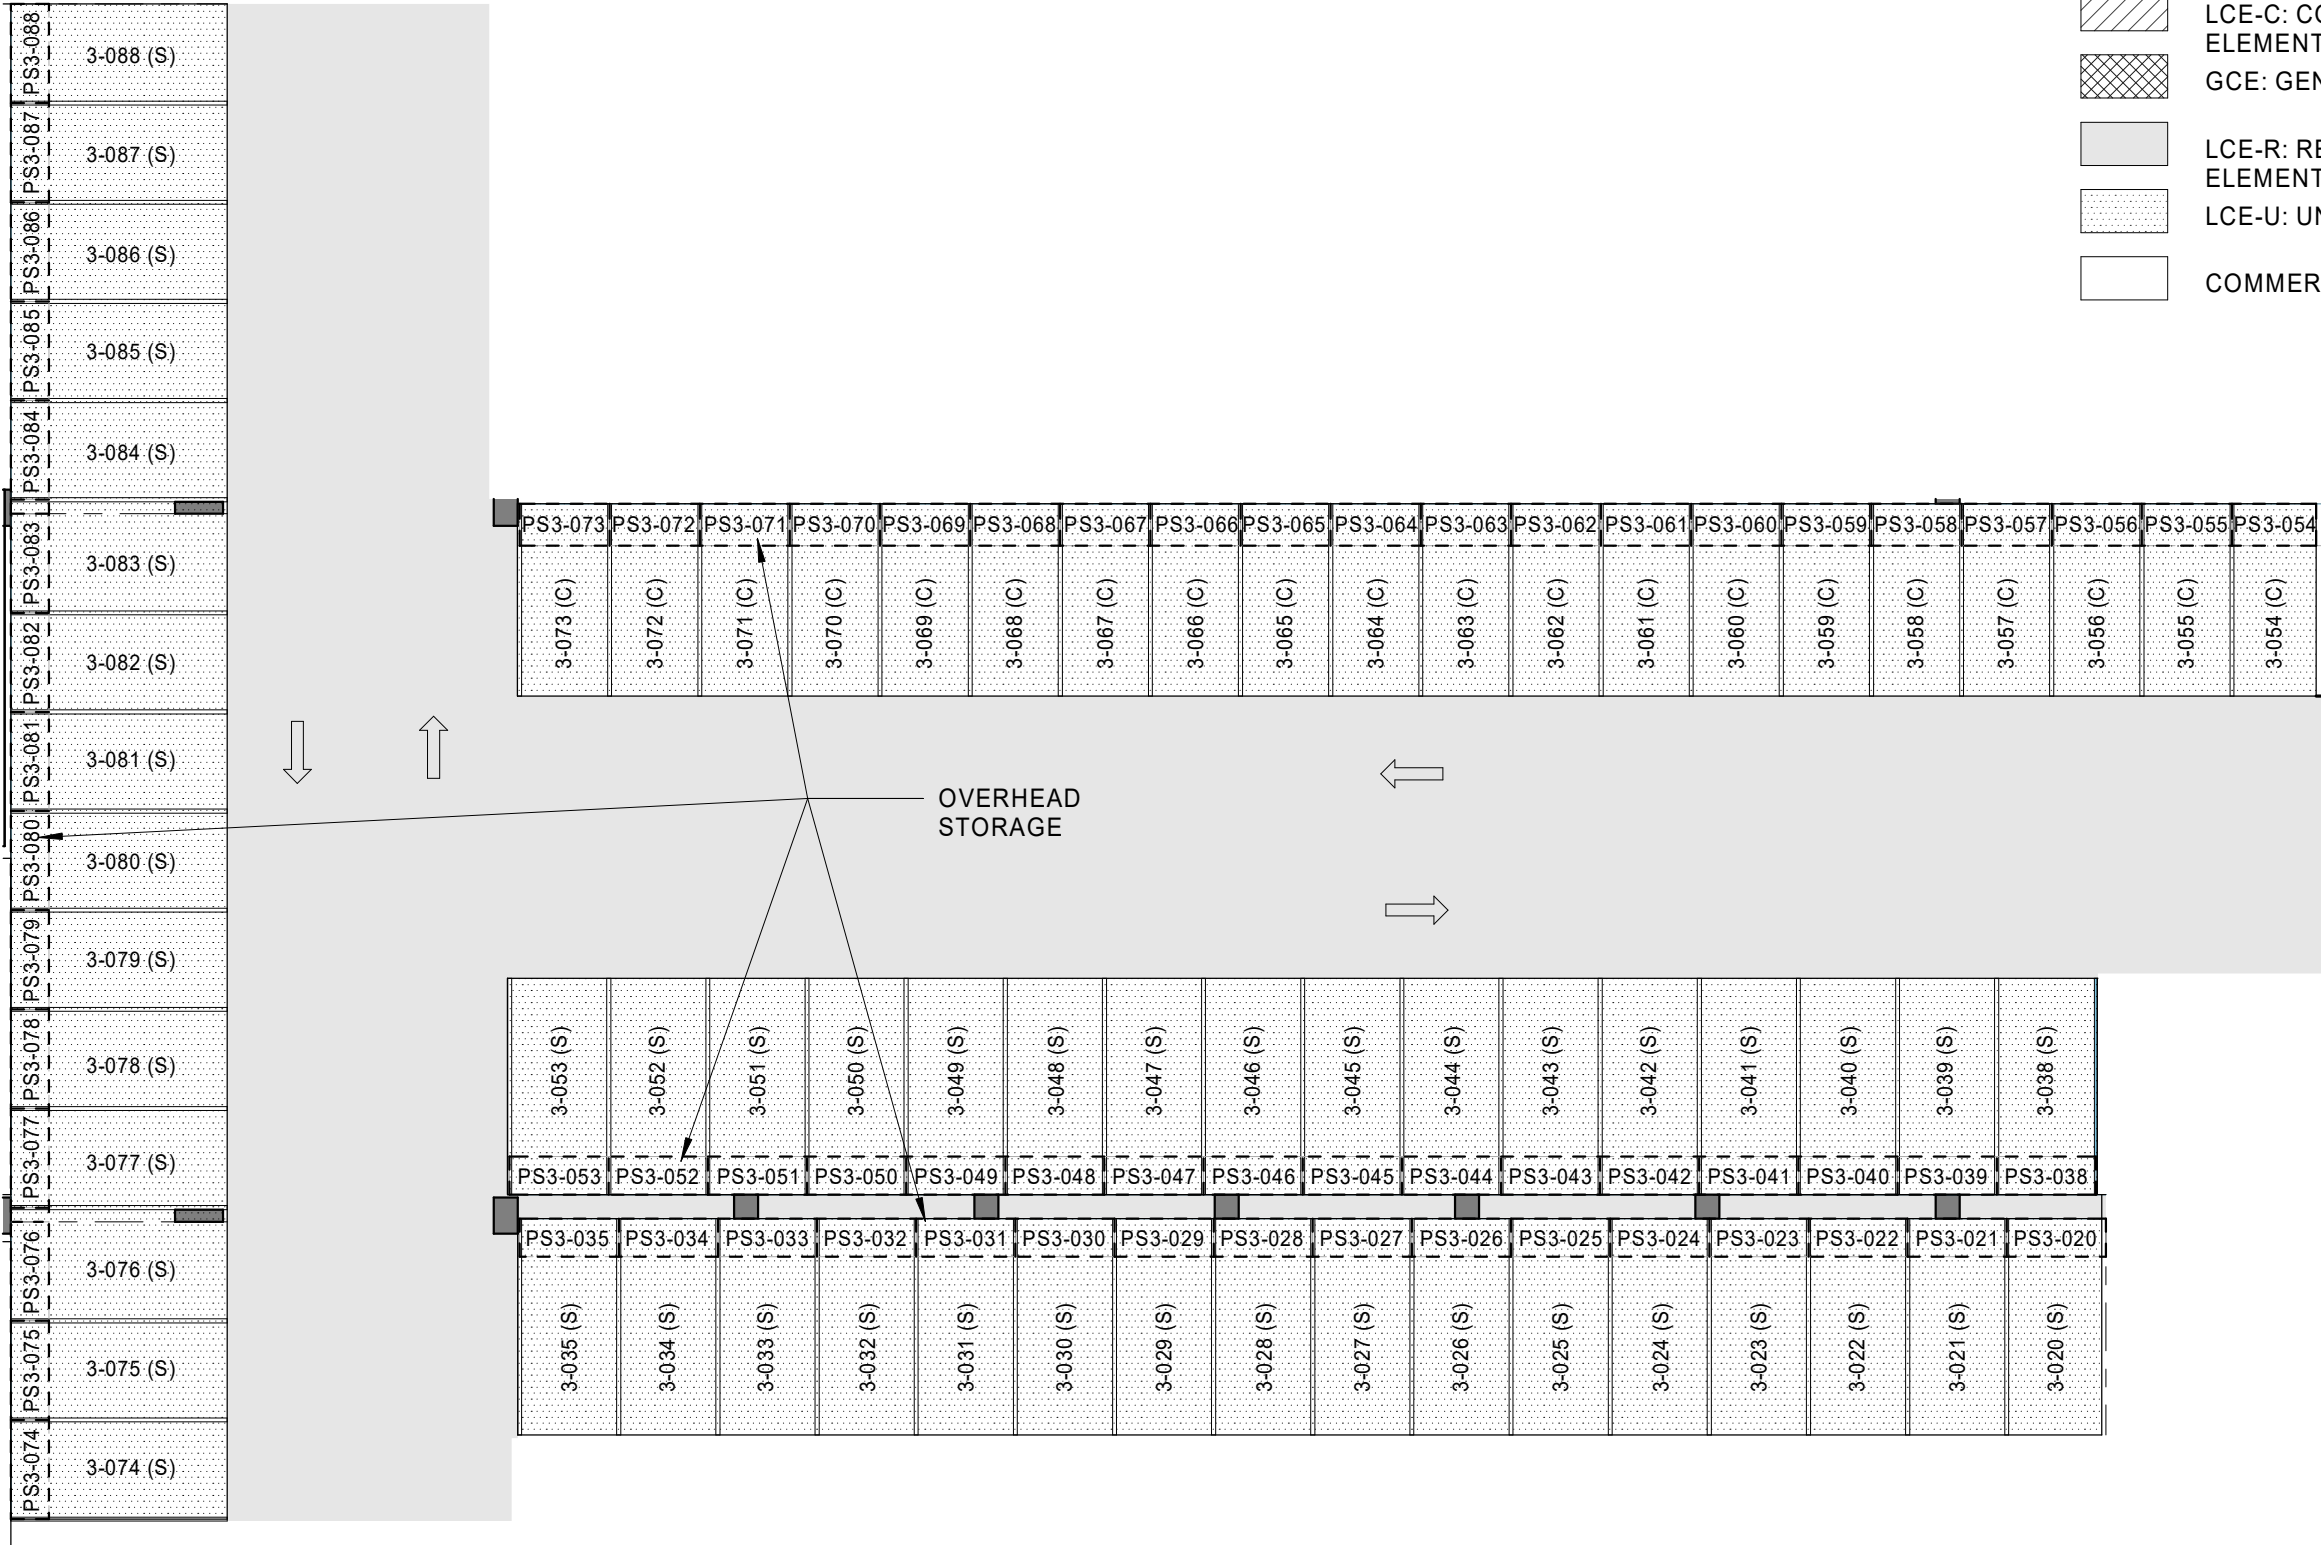 LCE-C: CO
ELEMENT
GCE: GEN
LCE-R: RE
ELEMENT
LCE-U: UN
COMMER
PS3-088
3-088 (S)
PS3-087
3-087 (S)
PS3-086
3-086 (S)
PS3-085
3-085 (S)
PS3-084
3-084 (S)
PS3-083
3-083 (S)
PS3-082
3-082 (S)
PS3-081
3-081 (S)
PS3-080
3-080 (S)
PS3-079
3-079 (S)
PS3-078
3-078 (S)
PS3-077
3-077 (S)
PS3-076
3-076 (S)
PS3-075
3-075 (S)
PS3-074
3-074 (S)
PS3-073 PS3-072 PS3-071 PS3-070 PS3-069 PS3-068 PS3-067 PS3-066 PS3-065 PS3-064 PS3-063 PS3-062 PS3-061 PS3-060 PS3-059 PS3-058 PS3-057 PS3-056 PS3-055 PS3-054
3-073 (C)
3-072 (C)
3-071 (C)
3-070 (C)
3-069 (C)
3-068 (C)
3-067 (C)
3-066 (C)
3-065 (C)
3-064 (C)
3-063 (C)
3-062 (C)
3-061 (C)
3-060 (C)
3-059 (C)
3-058 (C)
3-057 (C)
3-056 (C)
3-055 (C)
3-054 (C)
OVERHEAD
STORAGE
3-053 (S)
3-052 (S)
3-051 (S)
3-050 (S)
3-049 (S)
3-048 (S)
3-047 (S)
3-046 (S)
3-045 (S)
3-044 (S)
3-043 (S)
3-042 (S)
3-041 (S)
3-040 (S)
3-039 (S)
3-038 (S)
PS3-053 PS3-052 PS3-051 PS3-050 PS3-049 PS3-048 PS3-047 PS3-046 PS3-045 PS3-044 PS3-043 PS3-042 PS3-041 PS3-040 PS3-039 PS3-038
PS3-035 PS3-034 PS3-033 PS3-032 PS3-031 PS3-030 PS3-029 PS3-028 PS3-027 PS3-026 PS3-025 PS3-024 PS3-023 PS3-022 PS3-021 PS3-020
3-035 (S)
3-034 (S)
3-033 (S)
3-032 (S)
3-031 (S)
3-030 (S)
3-029 (S)
3-028 (S)
3-027 (S)
3-026 (S)
3-025 (S)
3-024 (S)
3-023 (S)
3-022 (S)
3-021 (S)
3-020 (S)